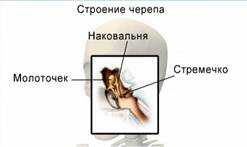 Строение черепа
Наковальня
Молоточек
Стремечко